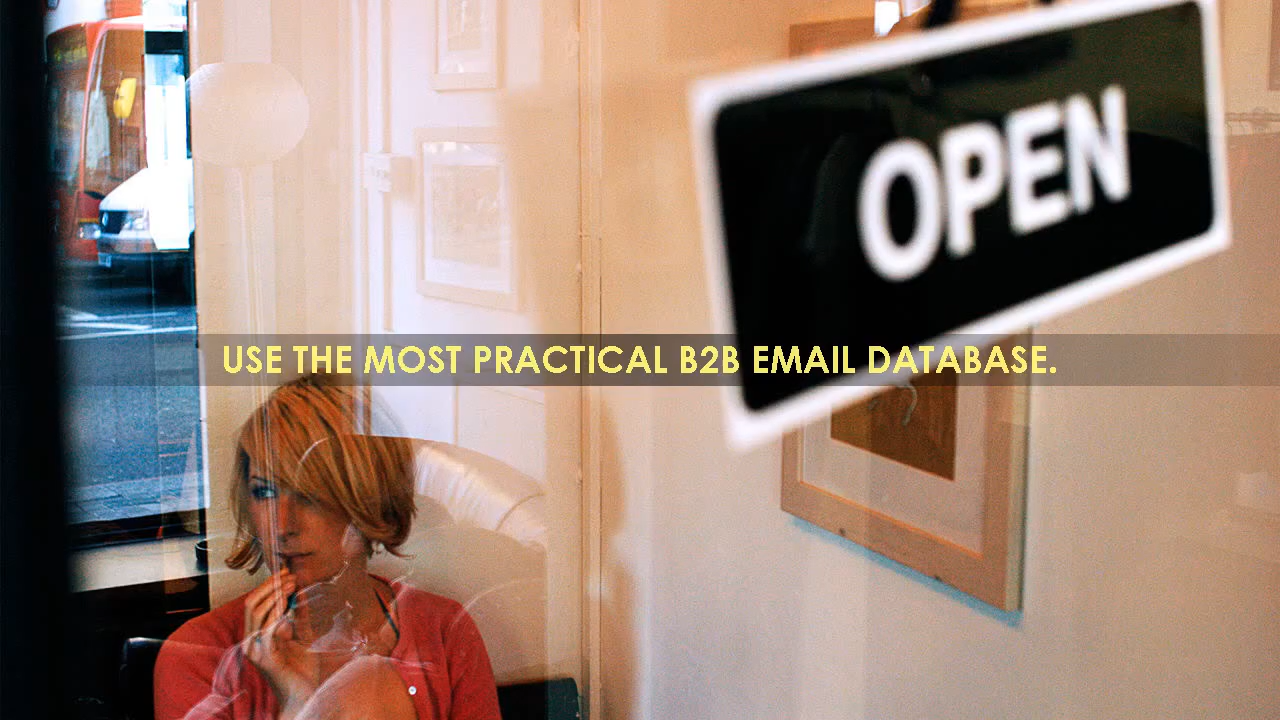 OPEN
USE THE MOST PRACTICAL B2B EMAIL DATABASE.